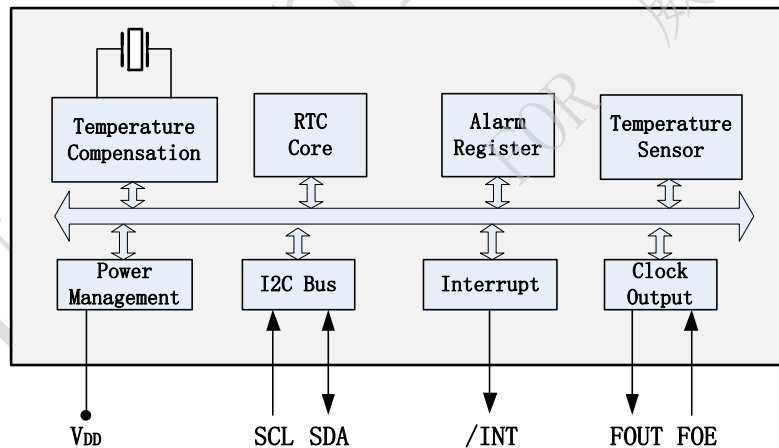 Temperature
Compensation
RTC
Core
Alarm
Register
Temperature
Sensor
Power
Management
I2C Bus
Interrupt
Clock
Output
VDD
SCL SDA
/INT
FOUT FOE
FOR